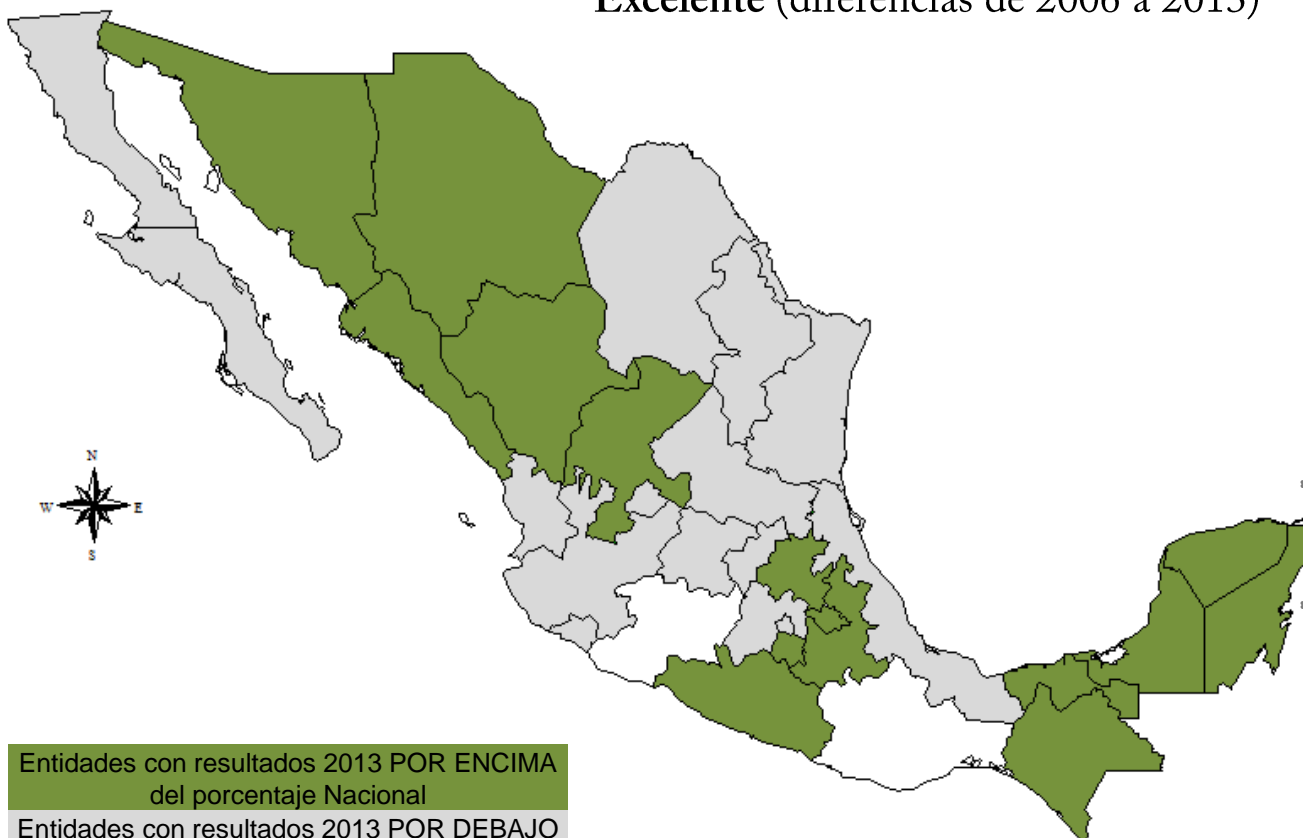 Excelente (diferencias de 2006 a 2013)
N
W
E
S
Entidades con resultados 2013 POR ENCIMA
del porcentaje Nacional
Entidades con resultados 2013 POR DEBAJO